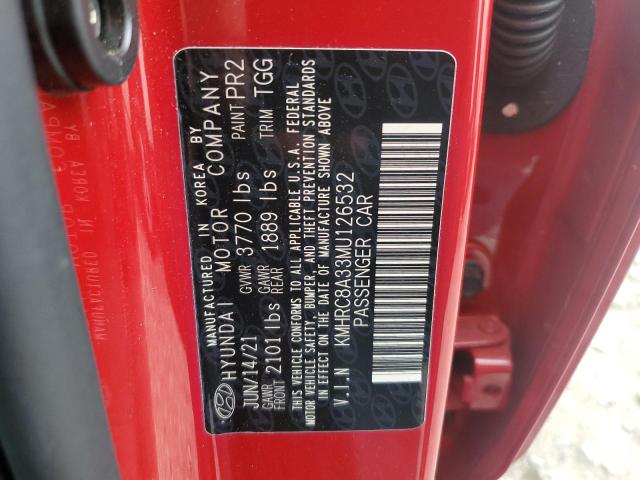 MANUFACTURED IN KOREA BY
HYUNDAI MOTOR COMPANY
JUN/14/21 GVWR 3770 lbs PAINT PR2
GAWR FRONT 2101 lbs GAWR REAR 1889 lbs TRIM TGG
THIS VEHICLE CONFORMS TO ALL APPLICABLE U.S.A. FEDERAL
MOTOR VEHICLE SAFETY, BUMPER, AND THEFT PREVENTION STANDARDS
IN EFFECT ON THE DATE OF MANUFACTURE SHOWN ABOVE
V.I.N KMHRC8A33MU126532
PASSENGER CAR